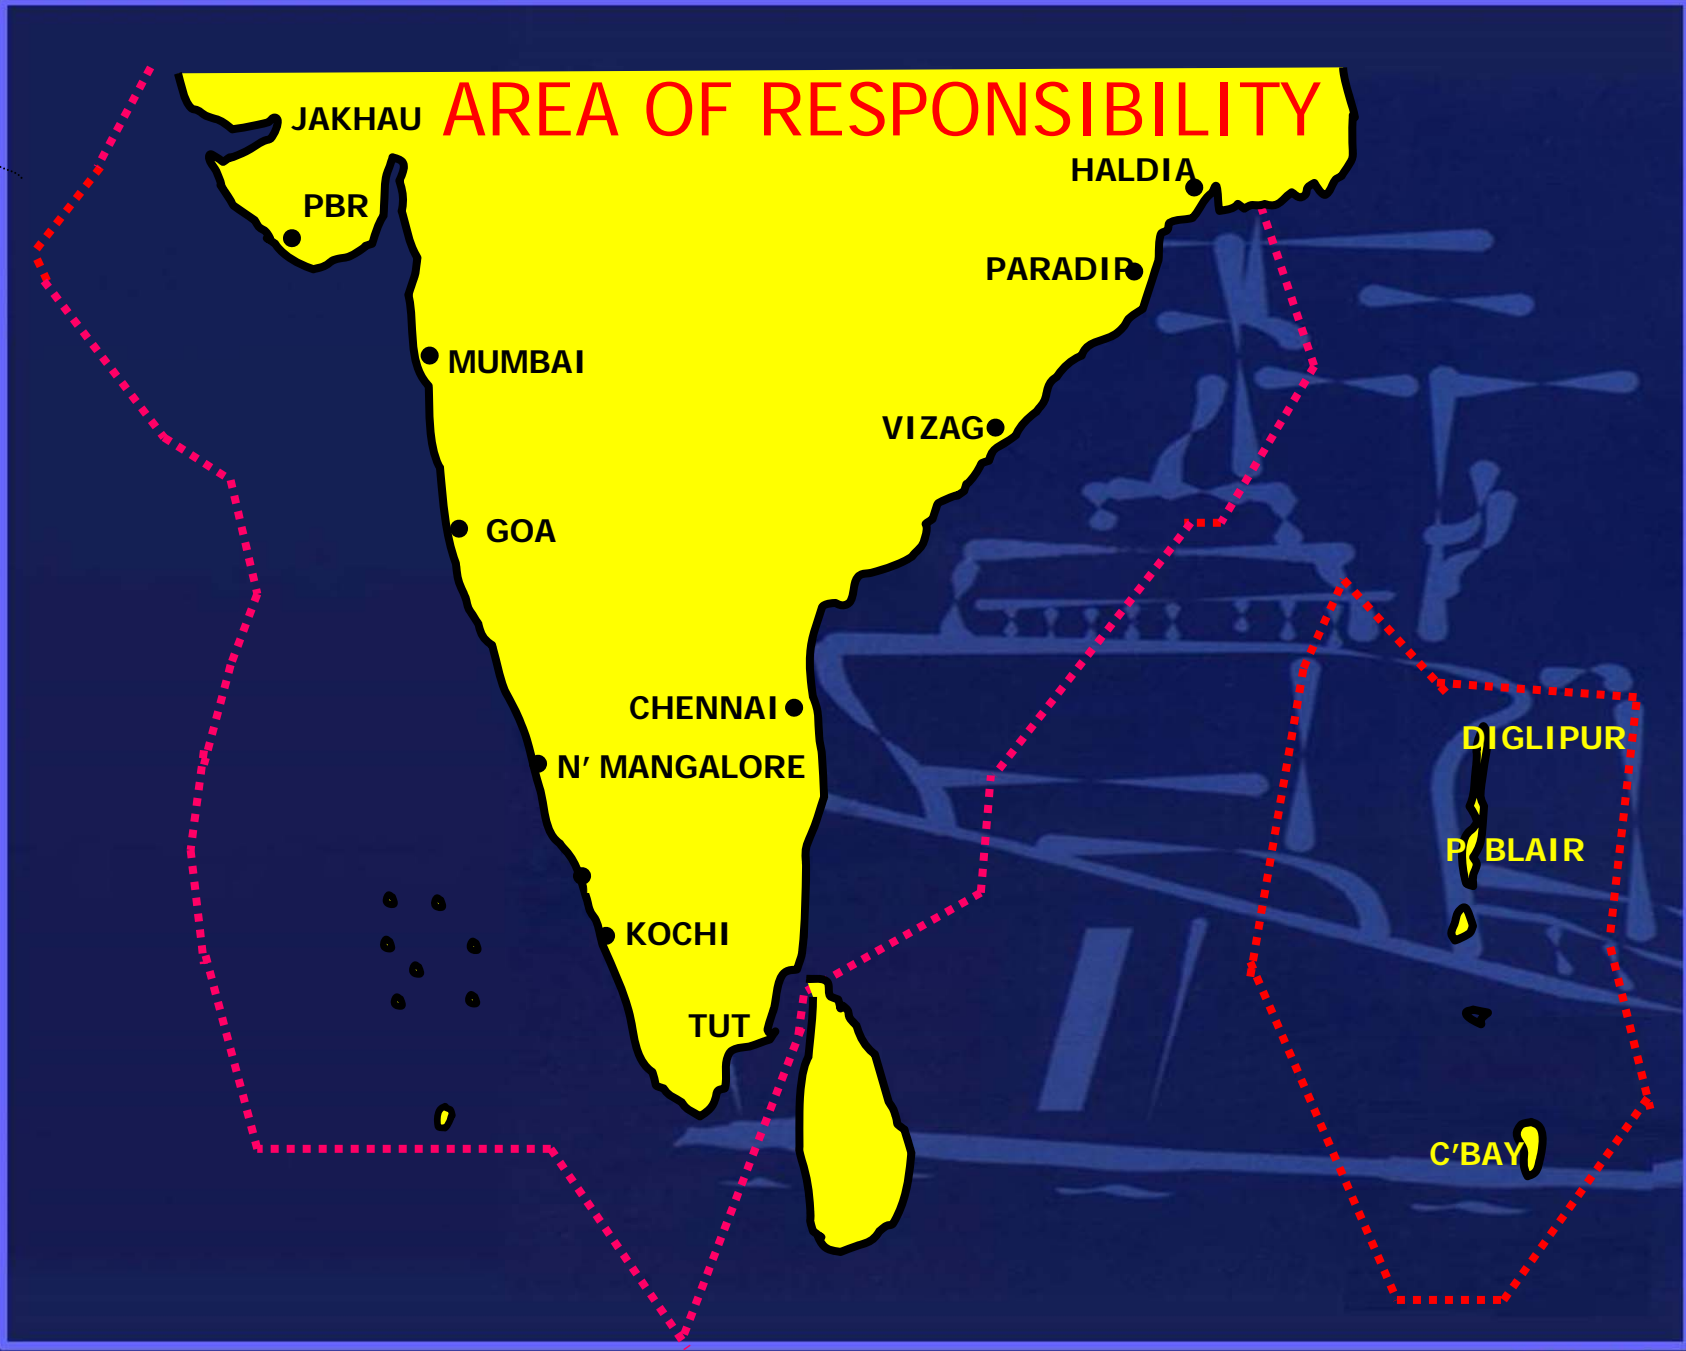 AREA OF RESPONSIBILITY
JAKHAU
HALDIA
PBR
PARADIP
MUMBAI
VIZAG
GOA
CHENNAI
DIGLIPUR
N' MANGALORE
P BLAIR
KOCHI
TUT
C'BAY